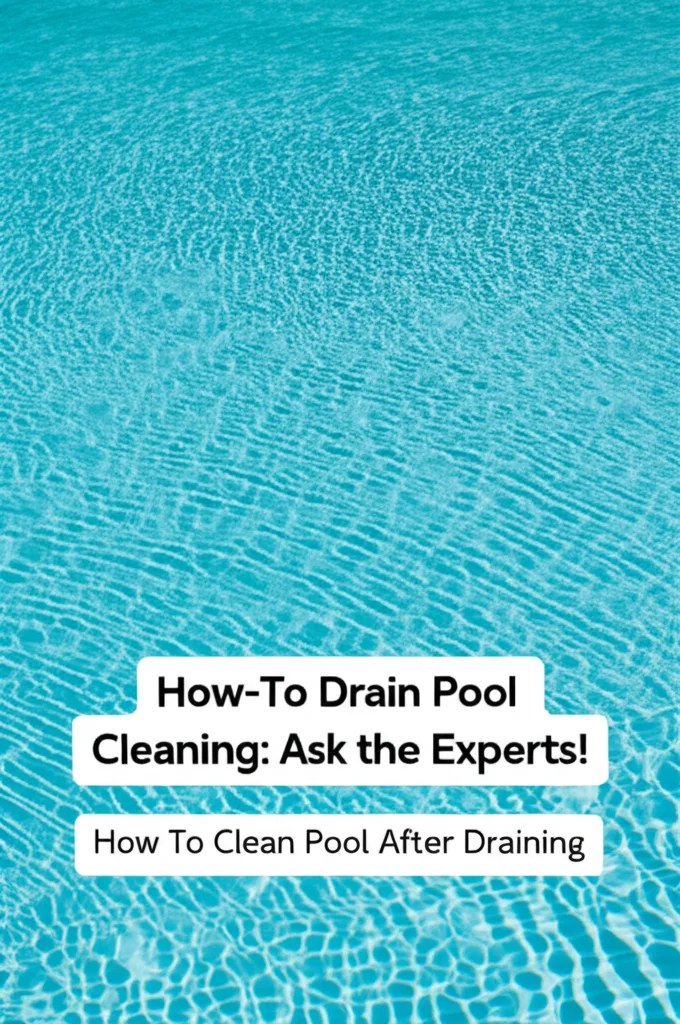 How-To Drain Pool
Cleaning: Ask the Experts!
How To Clean Pool After Draining